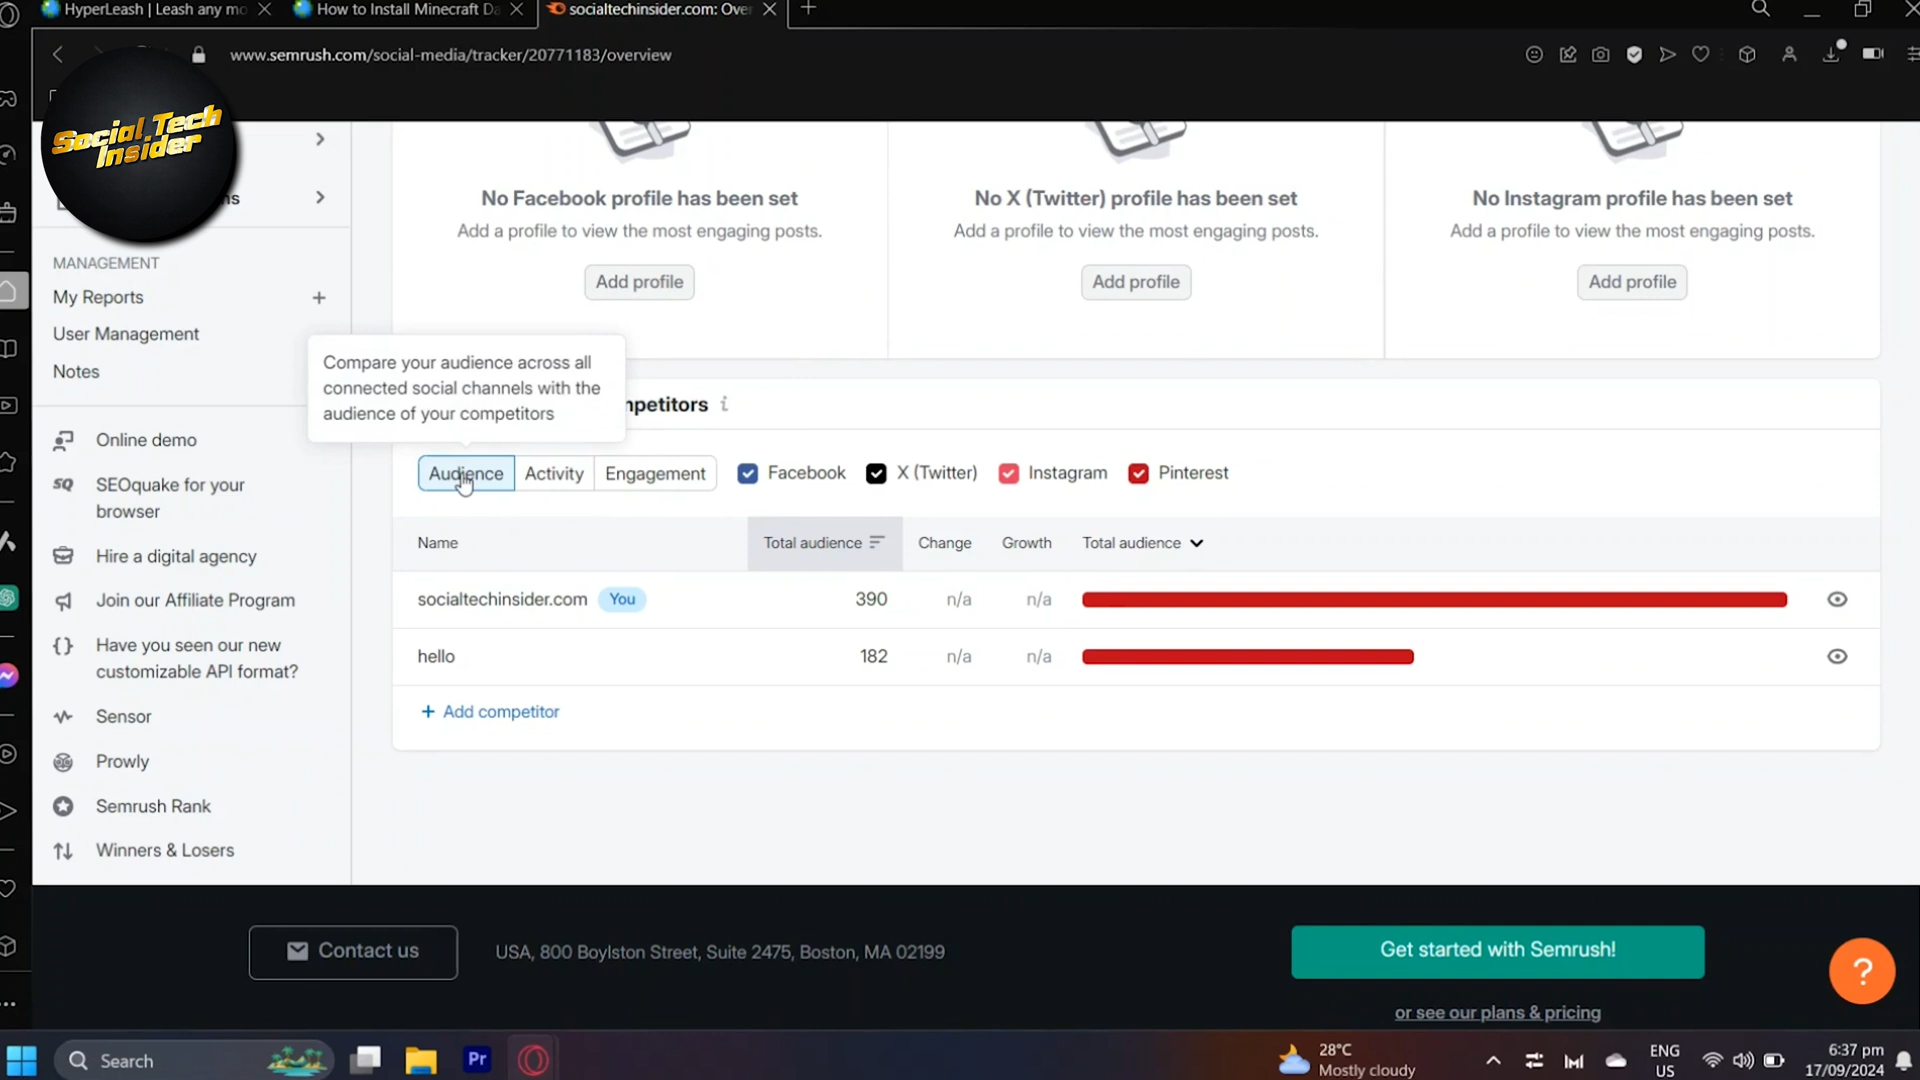 HyperLeash | Leash any mo
How to Install Minecraft Da
socialtechinsider.com: Over
www.semrush.com/social-media/tracker/20771183/overview
Social.Tech
Insider
ns
MANAGEMENT
My Reports
User Management
Notes
Online demo
SEOquake for your
browser
Hire a digital agency
Join our Affiliate Program
Have you seen our new
customizable API format?
Sensor
Prowly
Semrush Rank
Winners & Losers
No Facebook profile has been set
Add a profile to view the most engaging posts.
Add profile
No X (Twitter) profile has been set
Add a profile to view the most engaging posts.
Add profile
No Instagram profile has been set
Add a profile to view the most engaging posts.
Add profile
Compare your audience across all
connected social channels with the
audience of your competitors
mpetitors
Audience Activity Engagement Facebook X (Twitter) Instagram Pinterest
Name Total audience Change Growth Total audience
socialtechinsider.com You 390 n/a n/a
hello 182 n/a n/a
+ Add competitor
Contact us
USA, 800 Boylston Street, Suite 2475, Boston, MA 02199
Get started with Semrush!
or see our plans & pricing
?
Search
Pr
28°C
Mostly cloudy
ENG
US
6:37 pm
17/09/2024